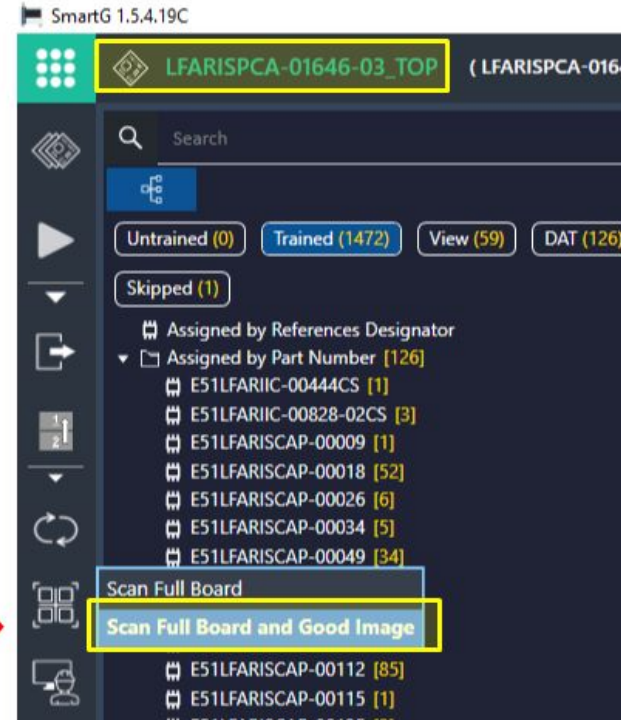 SmartG 1.5.4.19C
LFARISPCA-01646-03_TOP ( LFARISPCA-016
Search
Untrained (0) Trained (1472) View (59) DAT (126)
Skipped (1)
Assigned by References Designator
Assigned by Part Number [126]
E51LFARIIC-00444CS [1]
E51LFARIIC-00828-02CS [3]
E51LFARISCAP-00009 [1]
E51LFARISCAP-00018 [52]
E51LFARISCAP-00026 [6]
E51LFARISCAP-00034 [5]
E51LFARISCAP-00049 [34]
Scan Full Board
Scan Full Board and Good Image
E51LFARISCAP-00112 [85]
E51LFARISCAP-00115 [1]